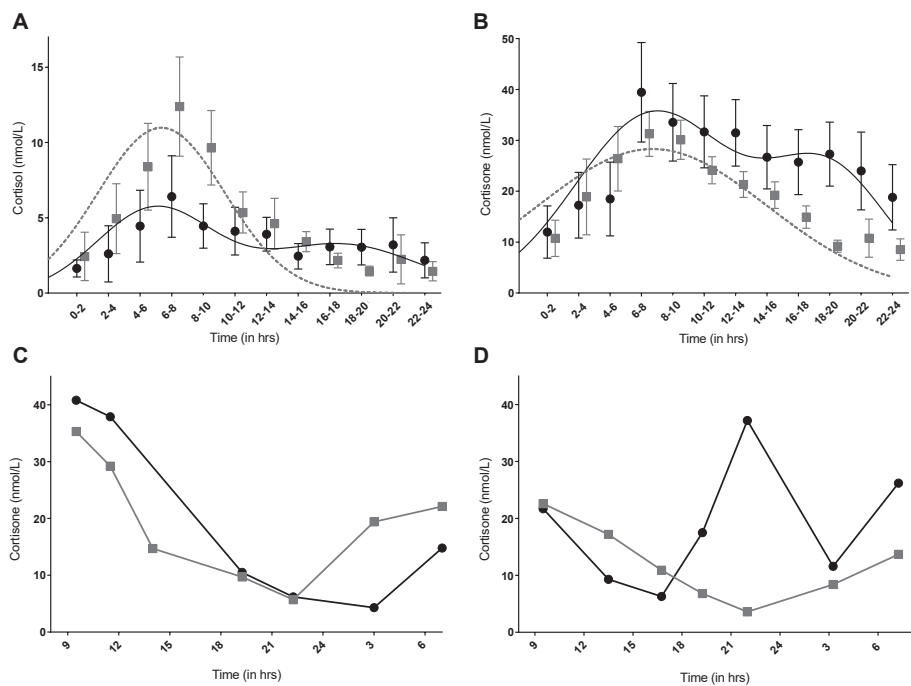 A
Cortisol (nmol/L)
15
10
5
0
0-2 2-4 4-6 6-8 8-10 10-12 12-14 14-16 16-18 18-20 20-22 22-24
Time (in hrs)
B
Cortisone (nmol/L)
50
40
30
20
10
0
0-2 2-4 4-6 6-8 8-10 10-12 12-14 14-16 16-18 18-20 20-22 22-24
Time (in hrs)
C
Cortisone (nmol/L)
40
30
20
10
0
9 12 15 18 21 24 3 6
Time (in hrs)
D
Cortisone (nmol/L)
40
30
20
10
0
9 12 15 18 21 24 3 6
Time (in hrs)